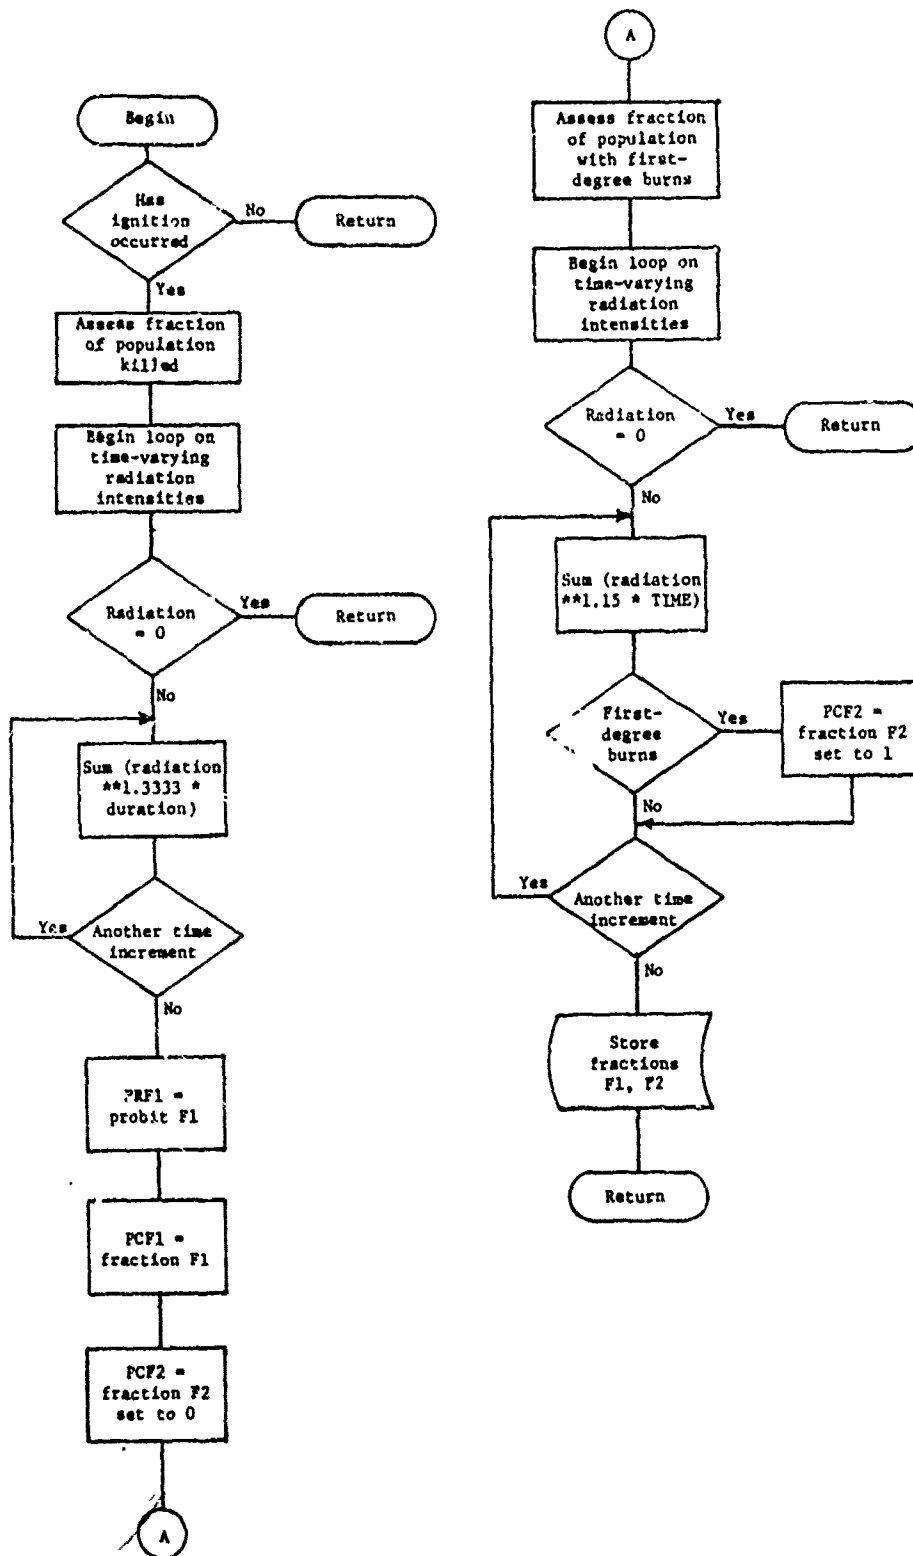 Begin
Has
ignition
occurred
No
Return
Yes
Assess fraction
of population
killed
Begin loop on
time-varying
radiation
intensities
Radiation
= 0
Yes
Return
No
Sum (radiation
**1.3333 *
duration)
Another time
increment
Yes
No
PRF1 =
probit F1
PCF1 =
fraction F1
PCF2 =
fraction F2
set to 0
A
A
Assess fraction
of population
with first-
degree burns
Begin loop on
time-varying
radiation
intensities
Radiation
= 0
Yes
Return
No
Sum (radiation
**1.15 * TIME)
First-
degree
burns
Yes
PCF2 =
fraction F2
set to 1
No
Another time
increment
Yes
No
Store
fractions
F1, F2
Return